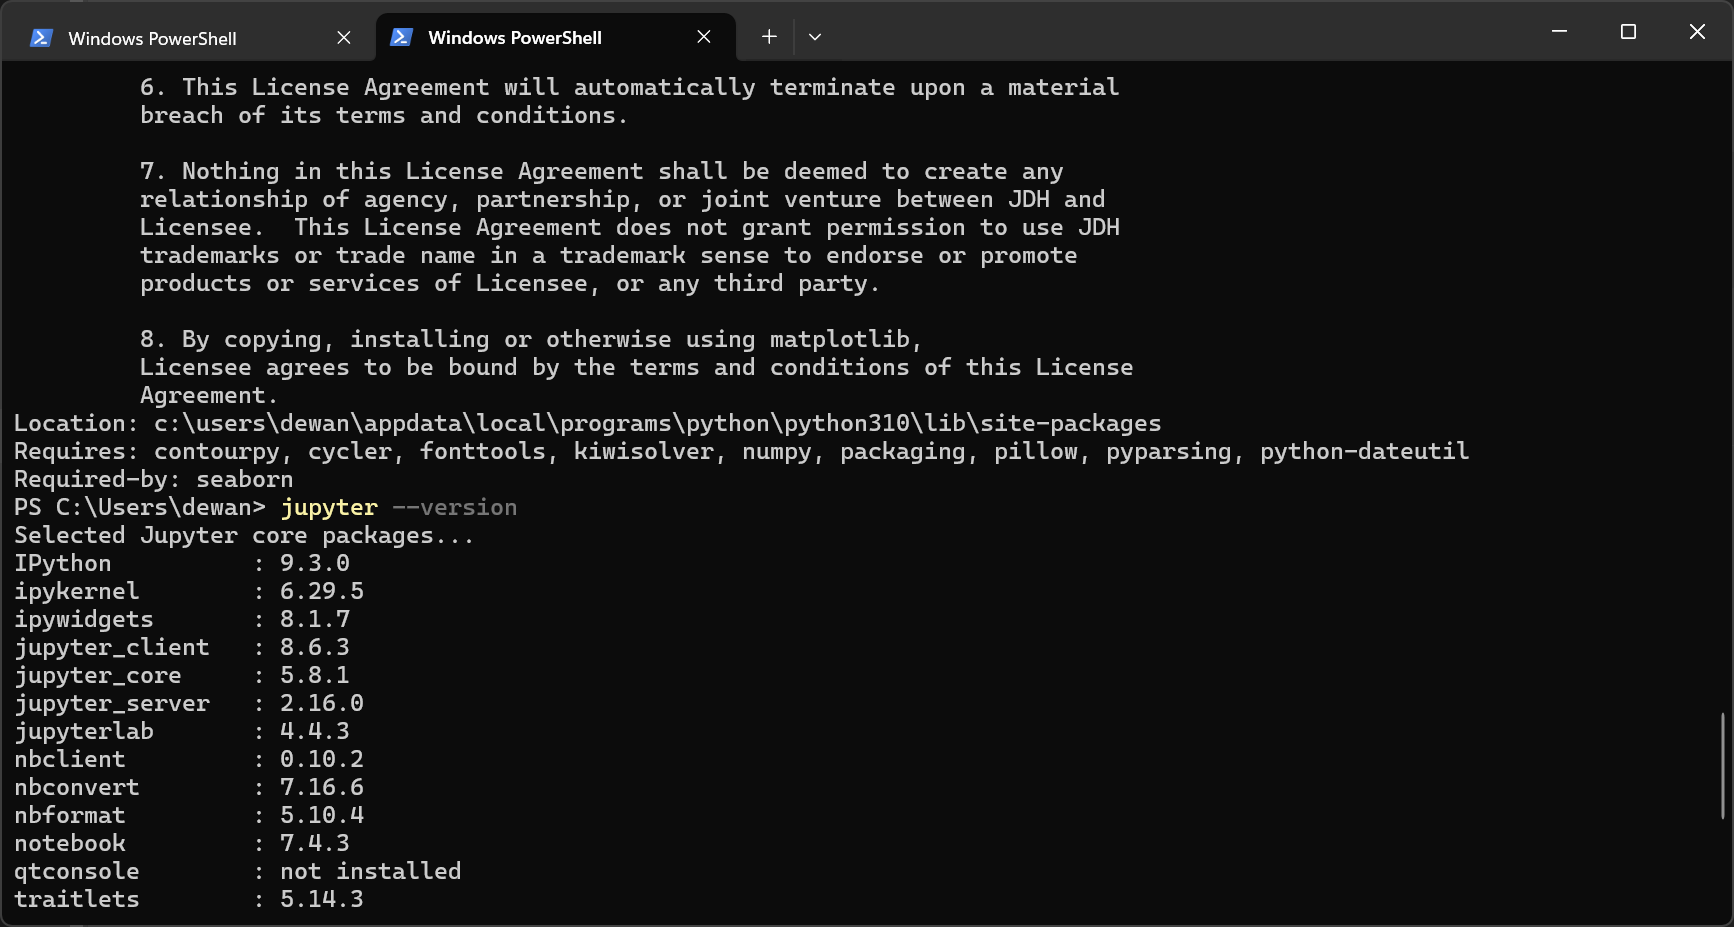 Windows PowerShell
Windows PowerShell
6. This License Agreement will automatically terminate upon a material
breach of its terms and conditions.
7. Nothing in this License Agreement shall be deemed to create any
relationship of agency, partnership, or joint venture between JDH and
Licensee.  This License Agreement does not grant permission to use JDH
trademarks or trade name in a trademark sense to endorse or promote
products or services of Licensee, or any third party.
8. By copying, installing or otherwise using matplotlib,
Licensee agrees to be bound by the terms and conditions of this License
Agreement.
Location: c:\users\dewan\appdata\local\programs\python\python310\lib\site-packages
Requires: contourpy, cycler, fonttools, kiwisolver, numpy, packaging, pillow, pyparsing, python-dateutil
Required-by: seaborn
PS C:\Users\dewan> jupyter --version
Selected Jupyter core packages...
IPython          : 9.3.0
ipykernel        : 6.29.5
ipywidgets       : 8.1.7
jupyter_client   : 8.6.3
jupyter_core     : 5.8.1
jupyter_server   : 2.16.0
jupyterlab       : 4.4.3
nbclient         : 0.10.2
nbconvert        : 7.16.6
nbformat         : 5.10.4
notebook         : 7.4.3
qtconsole        : not installed
traitlets        : 5.14.3